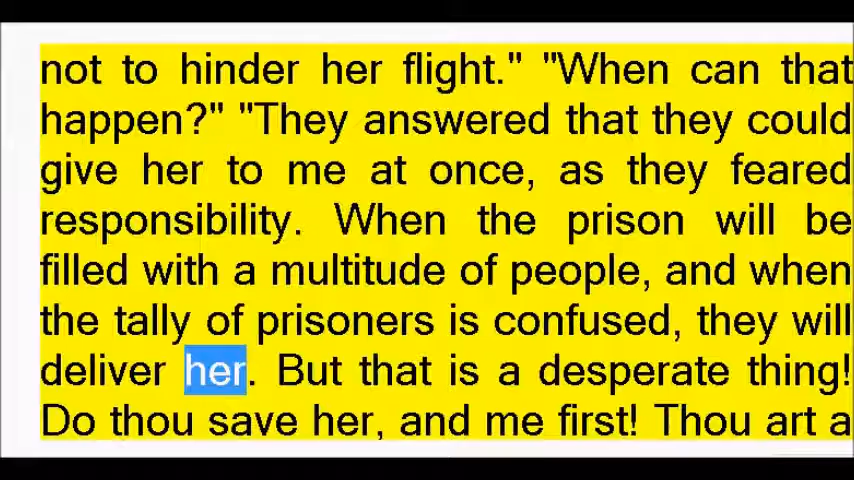 not to hinder her flight." "When can that
happen?" "They answered that they could
give her to me at once, as they feared
responsibility. When the prison will be
filled with a multitude of people, and when
the tally of prisoners is confused, they will
deliver her. But that is a desperate thing!
Do thou save her, and me first! Thou art a